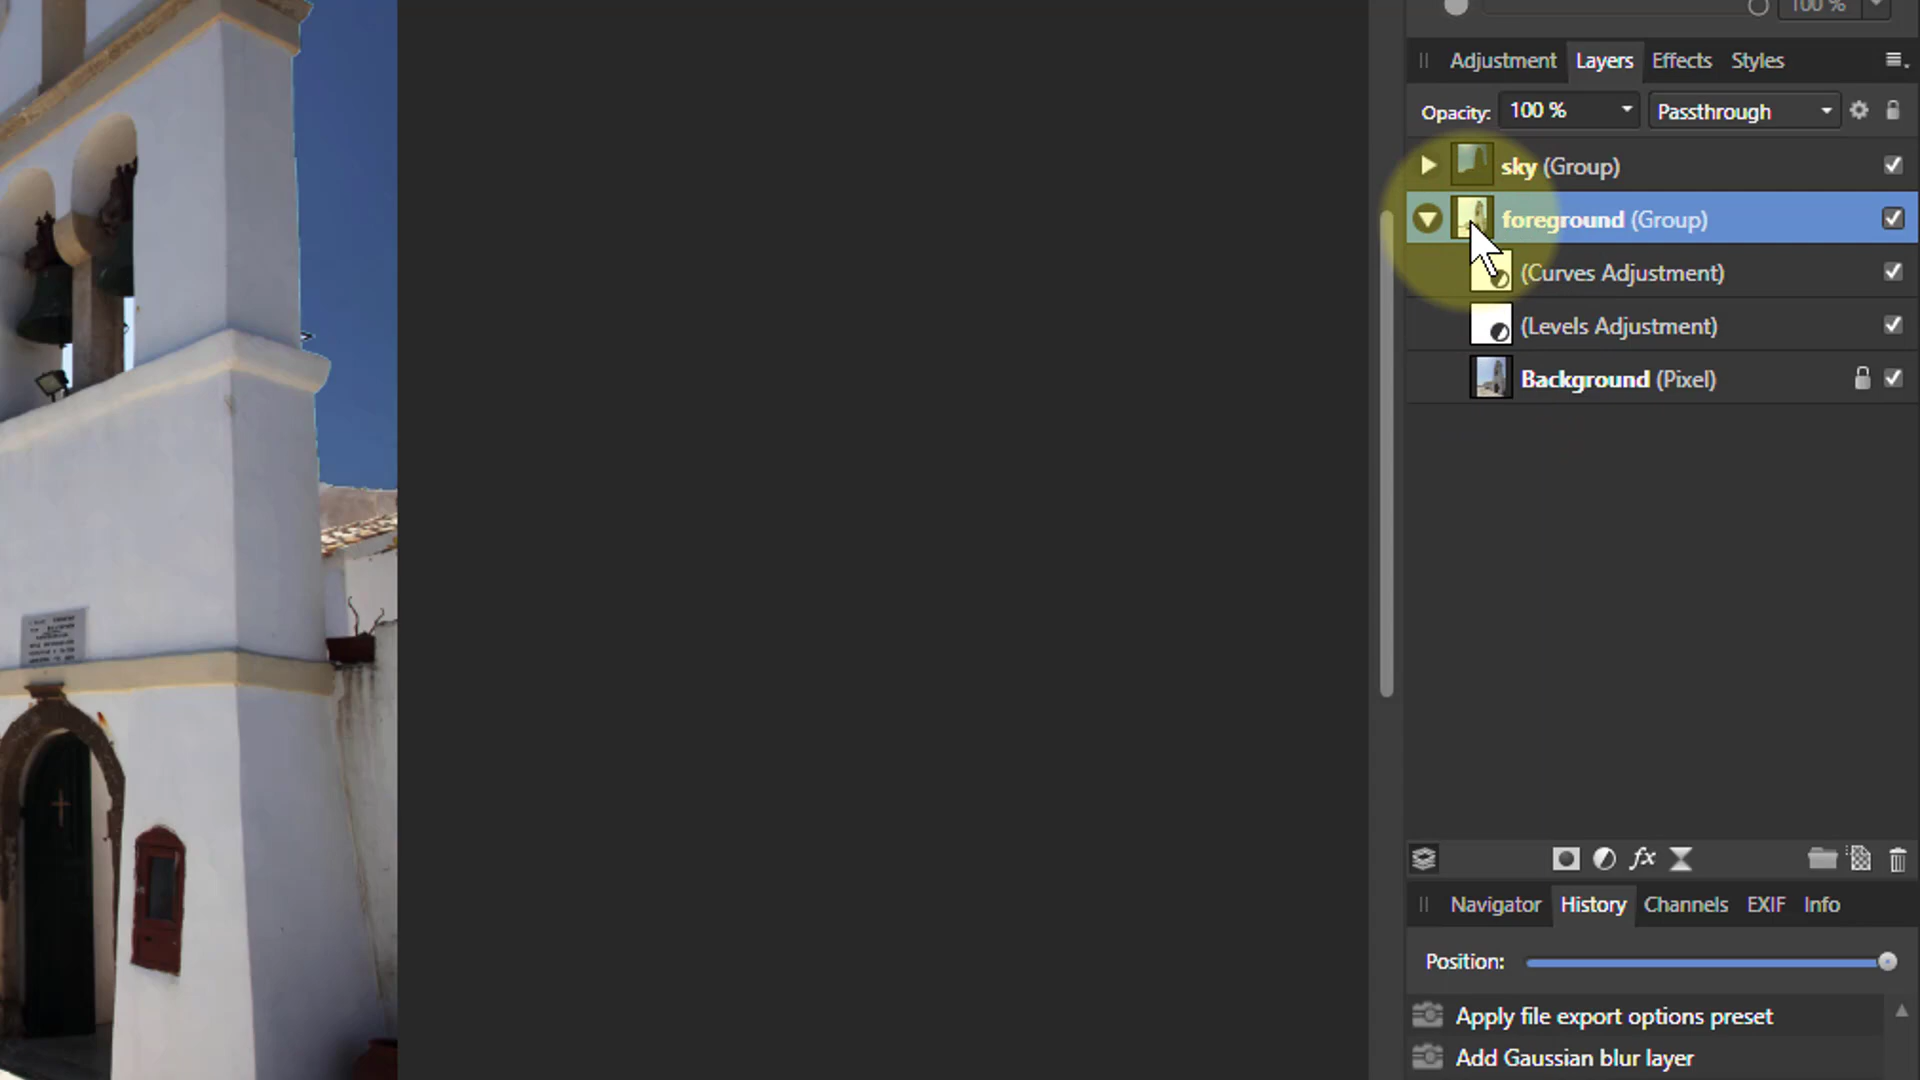 100 %
Adjustment Layers Effects Styles
Opacity: 100 % Passthrough
sky (Group)
foreground (Group)
(Curves Adjustment)
(Levels Adjustment)
Background (Pixel)
fx
Navigator History Channels EXIF Info
Position:
Apply file export options preset
Add Gaussian blur layer